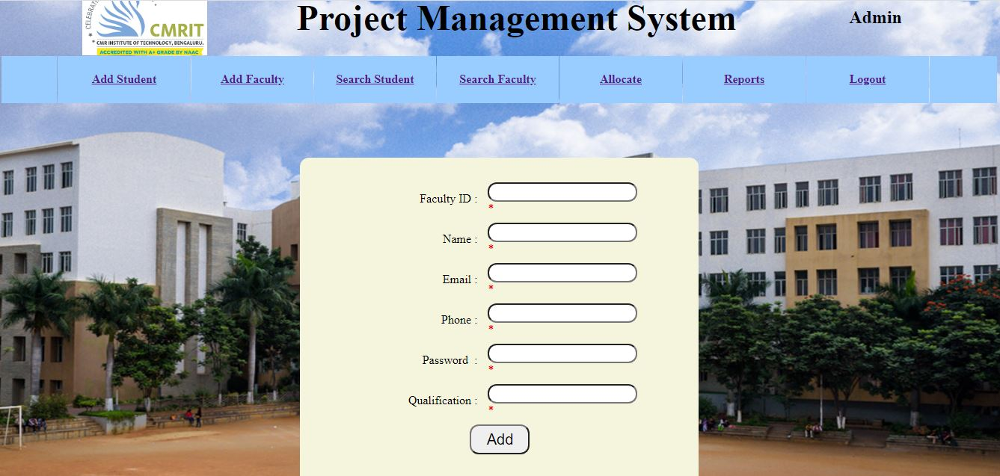 CELEBRAT
CMRIT
* CMR INSTITUTE OF TECHNOLOGY, BENGALURU.
ACCREDITED WITH A+ GRADE BY NAAC
Project Management System
Admin
Add Student Add Faculty Search Student Search Faculty Allocate Reports Logout
Faculty ID :
*
Name :
*
Email :
*
Phone :
*
Password :
*
Qualification :
*
Add